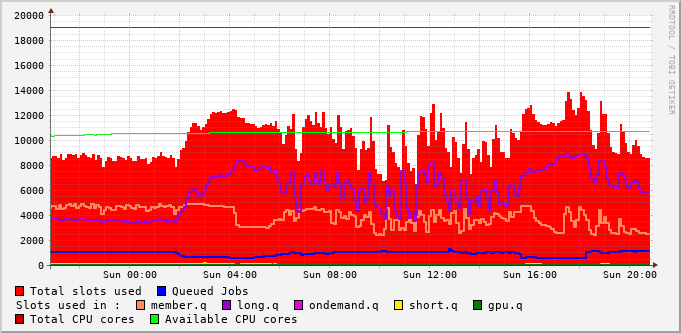 20000
18000
16000
14000
12000
10000
8000
6000
4000
2000
0
Sun 00:00 Sun 04:00 Sun 08:00 Sun 12:00 Sun 16:00 Sun 20:00
RRDTOOL / TOBI OETIKER
Total slots used Queued Jobs
Slots used in : member.q long.q ondemand.q short.q gpu.q
Total CPU cores Available CPU cores